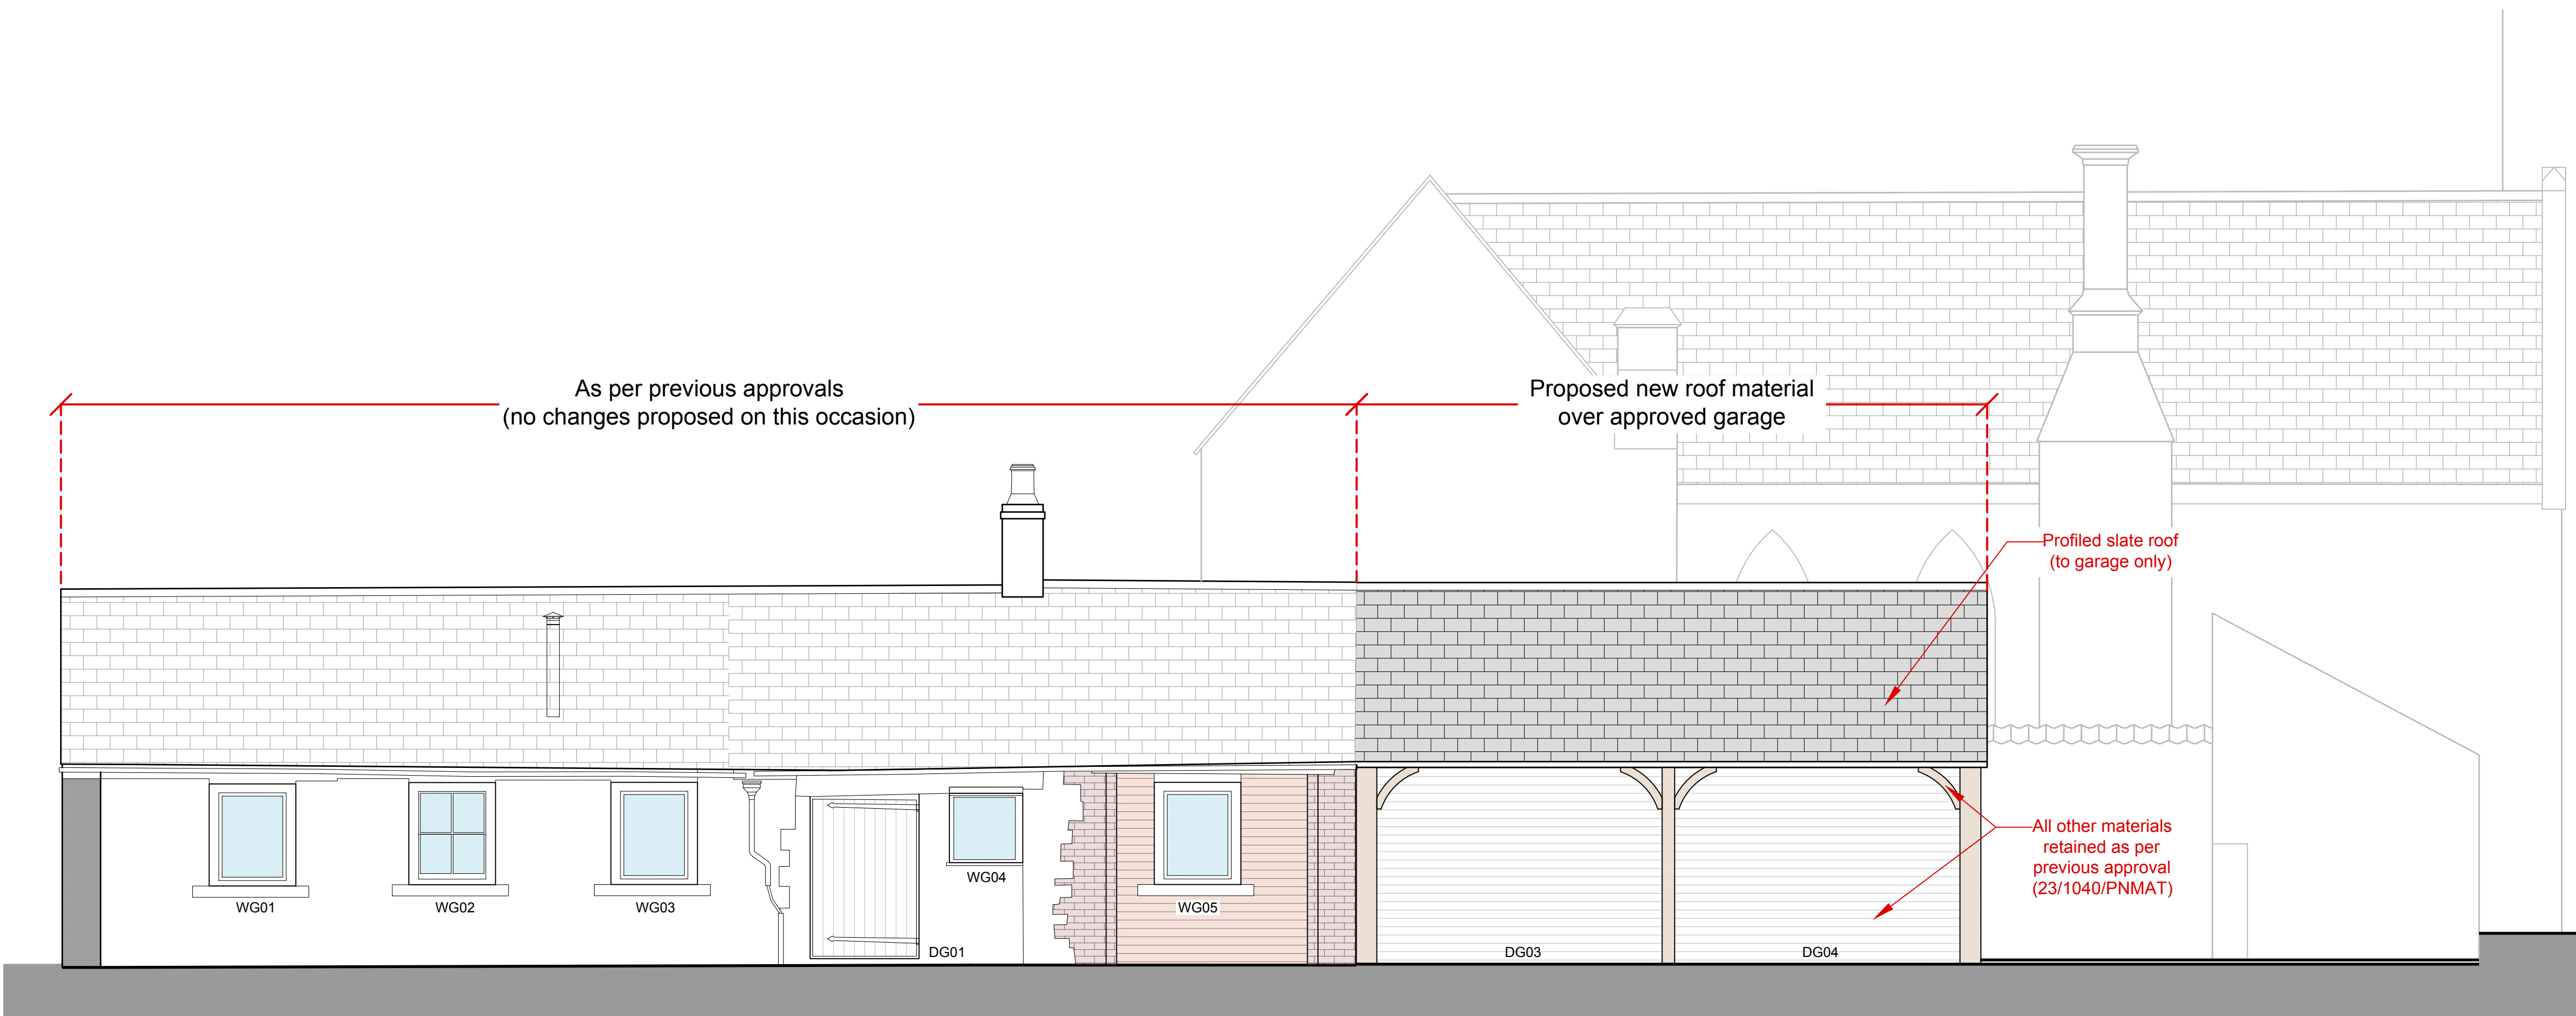 As per previous approvals
(no changes proposed on this occasion)
Proposed new roof material
over approved garage
Profiled slate roof
(to garage only)
All other materials
retained as per
previous approval
(23/1040/PNMAT)
WG01
WG02
WG03
WG04
WG05
DG01
DG03
DG04